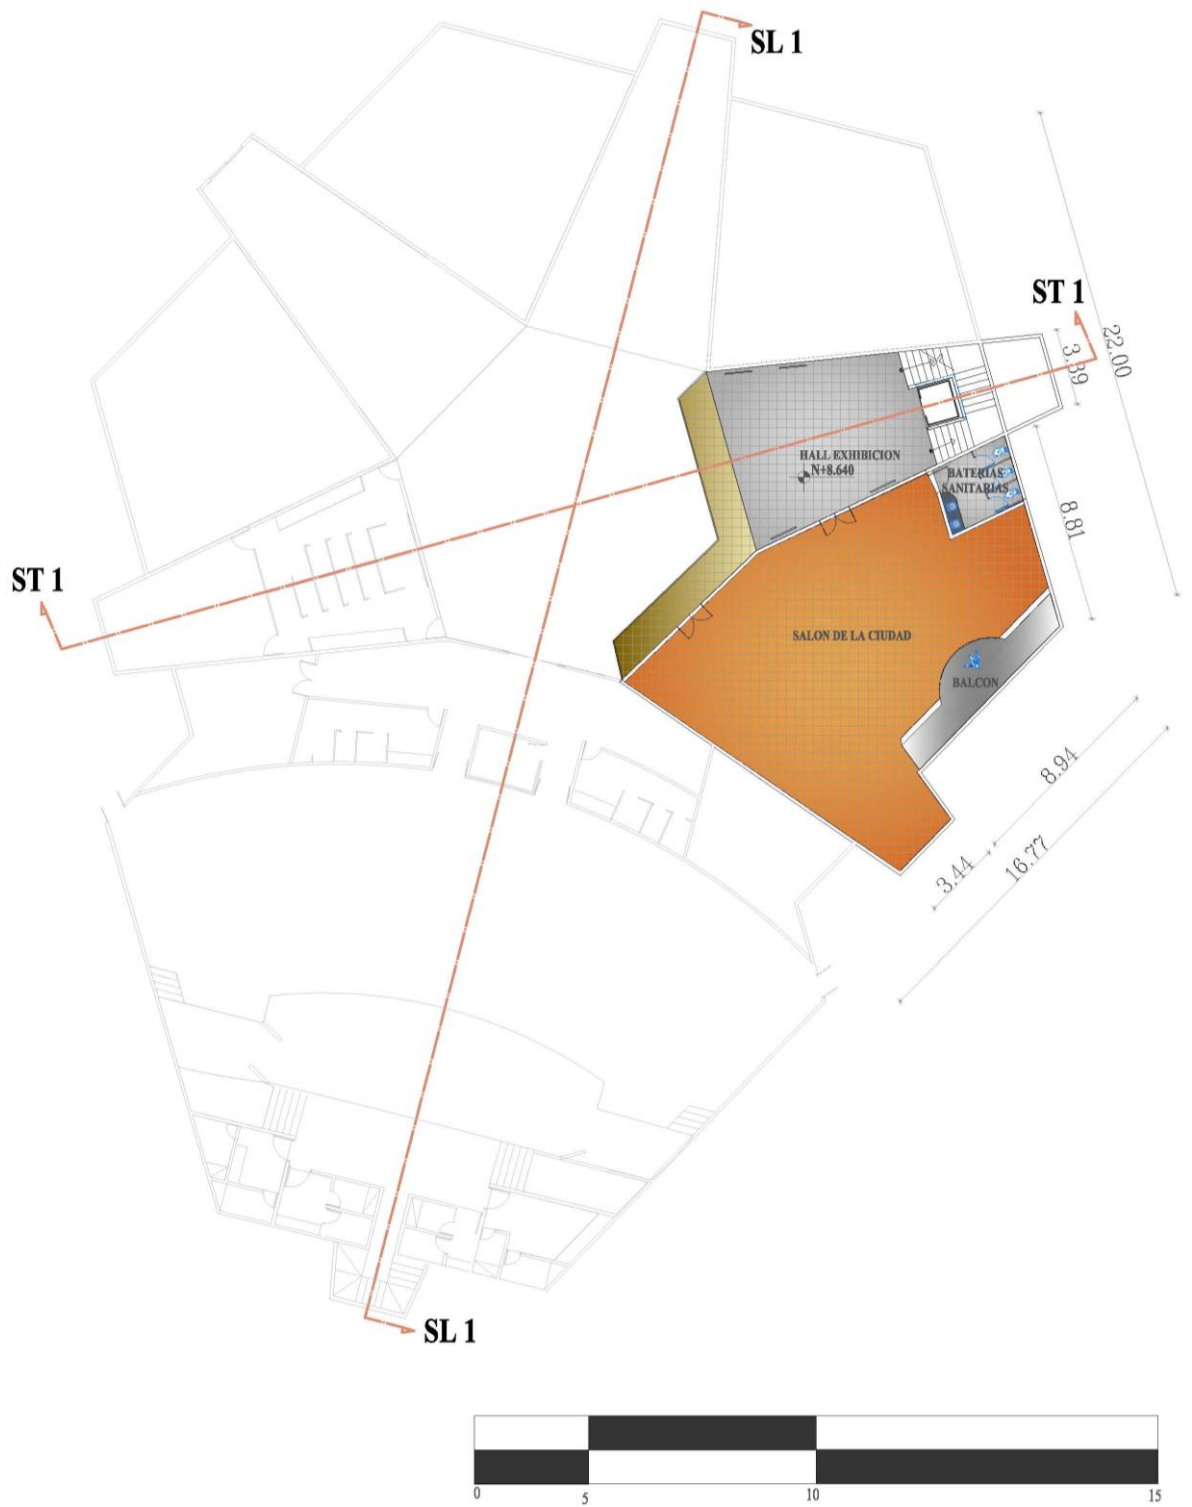 SL 1
ST 1
22.00
3.39
HALL EXHIBICION
N+8.640
BATERIAS
SANITARIAS
8.81
ST 1
SALON DE LA CIUDAD
BALCON
8.94
16.77
3.44
SL 1
0 5 10 15